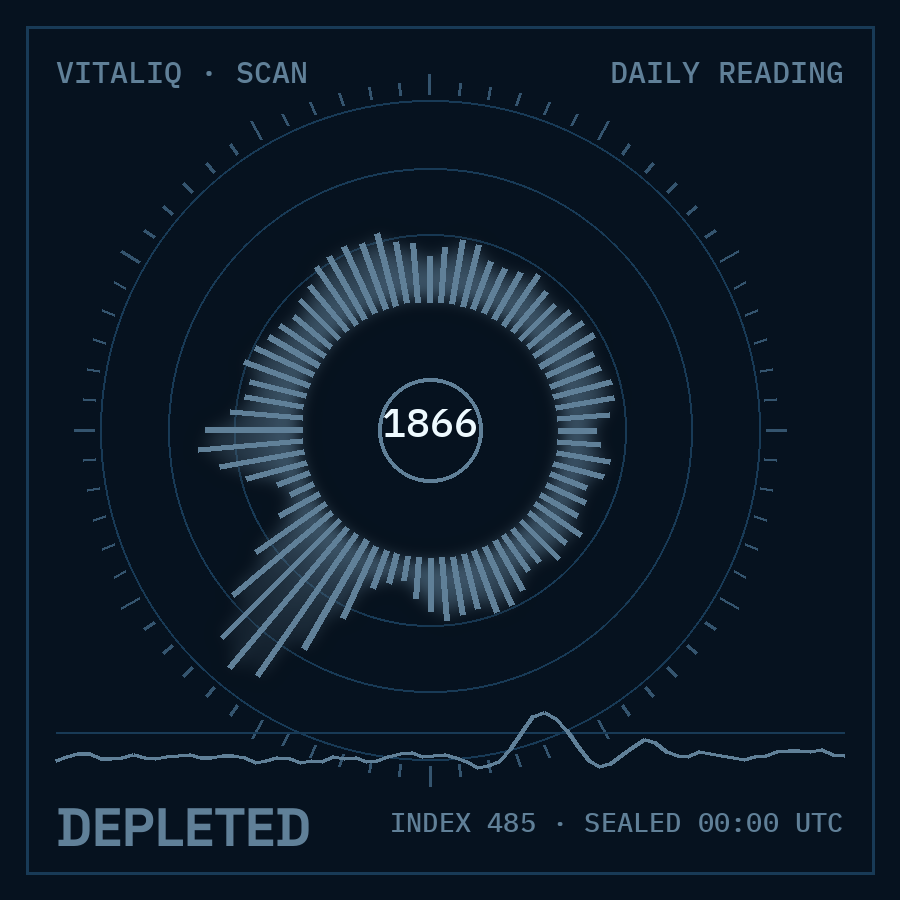 VITALIQ · SCAN
DAILY READING
1866
DEPLETED
INDEX 485 · SEALED 00:00 UTC